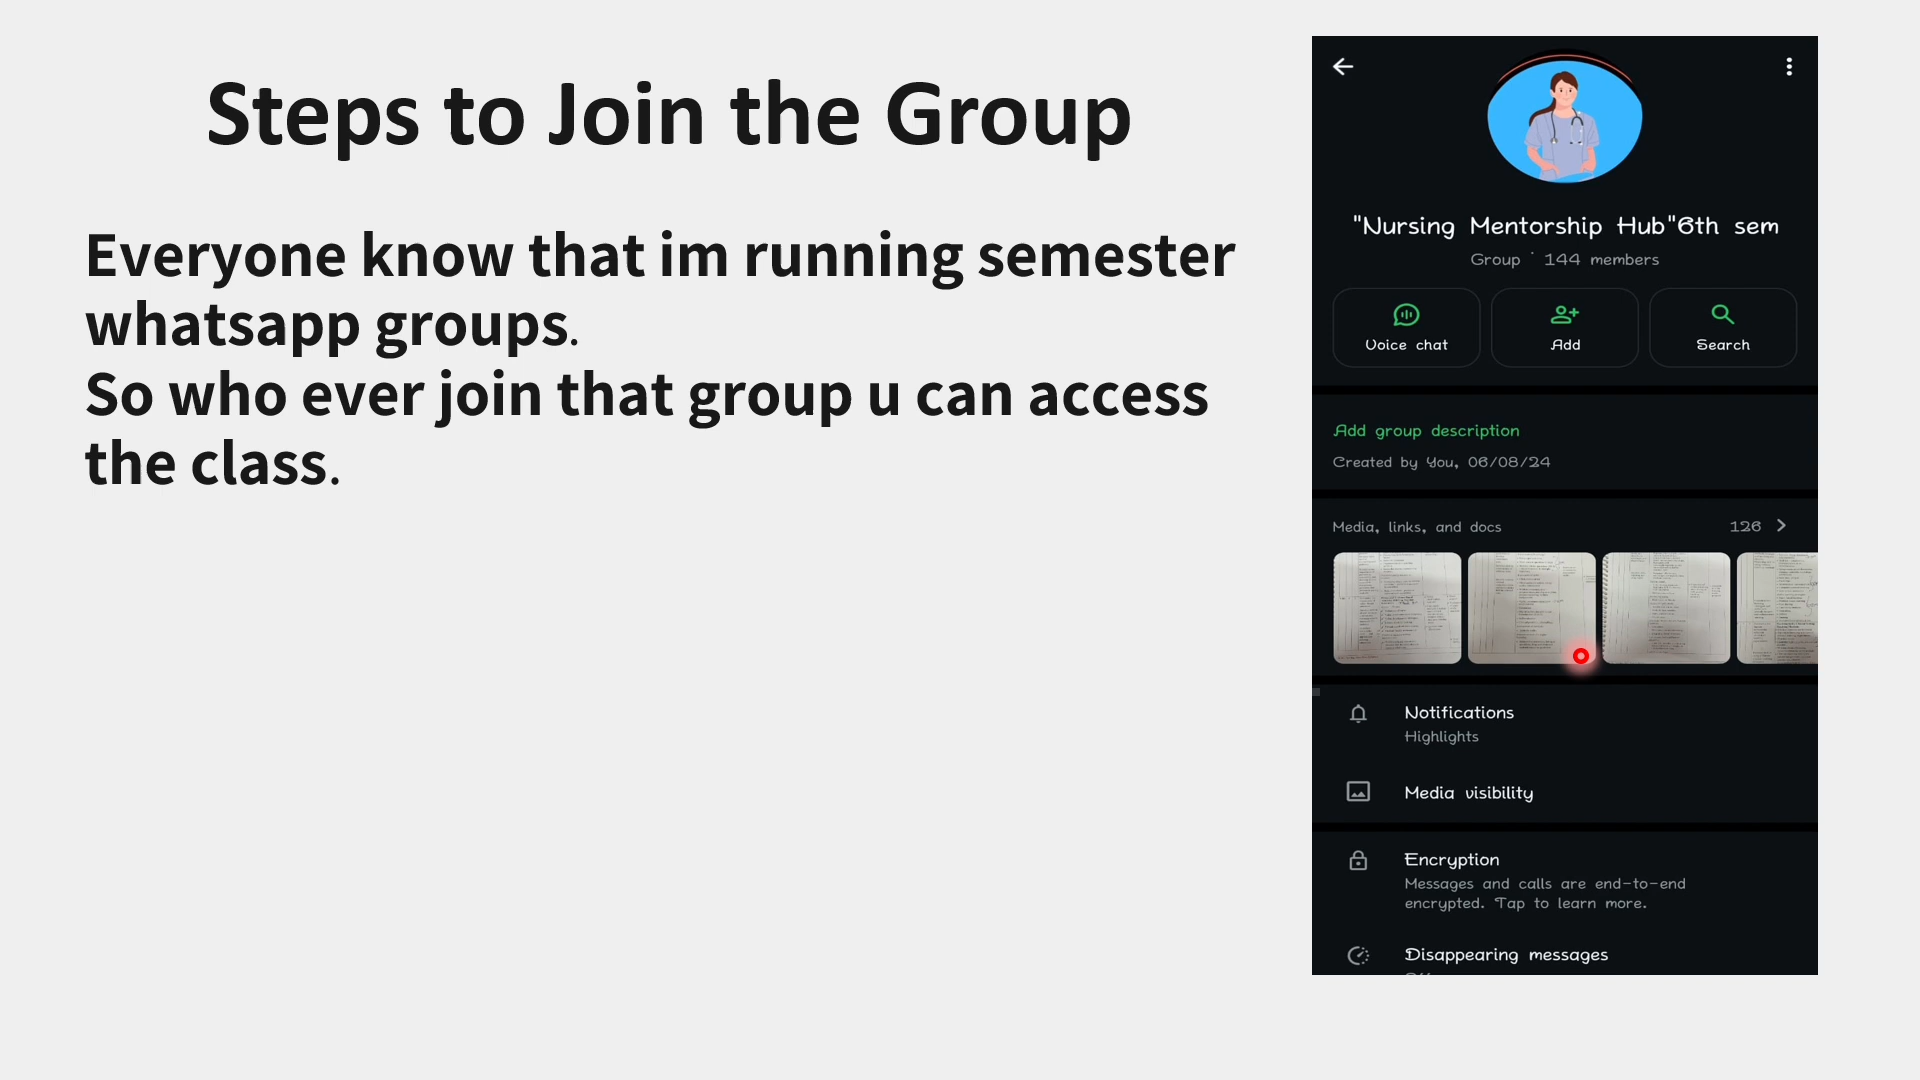 Steps to Join the Group
Everyone know that im running semester
whatsapp groups.
So who ever join that group u can access
the class.
"Nursing Mentorship Hub"6th sem
Group · 144 members
Voice chat
Add
Search
Add group description
Created by You, 06/08/24
Media, links, and docs
126
Notifications
Highlights
Media visibility
Encryption
Messages and calls are end-to-end
encrypted. Tap to learn more.
Disappearing messages